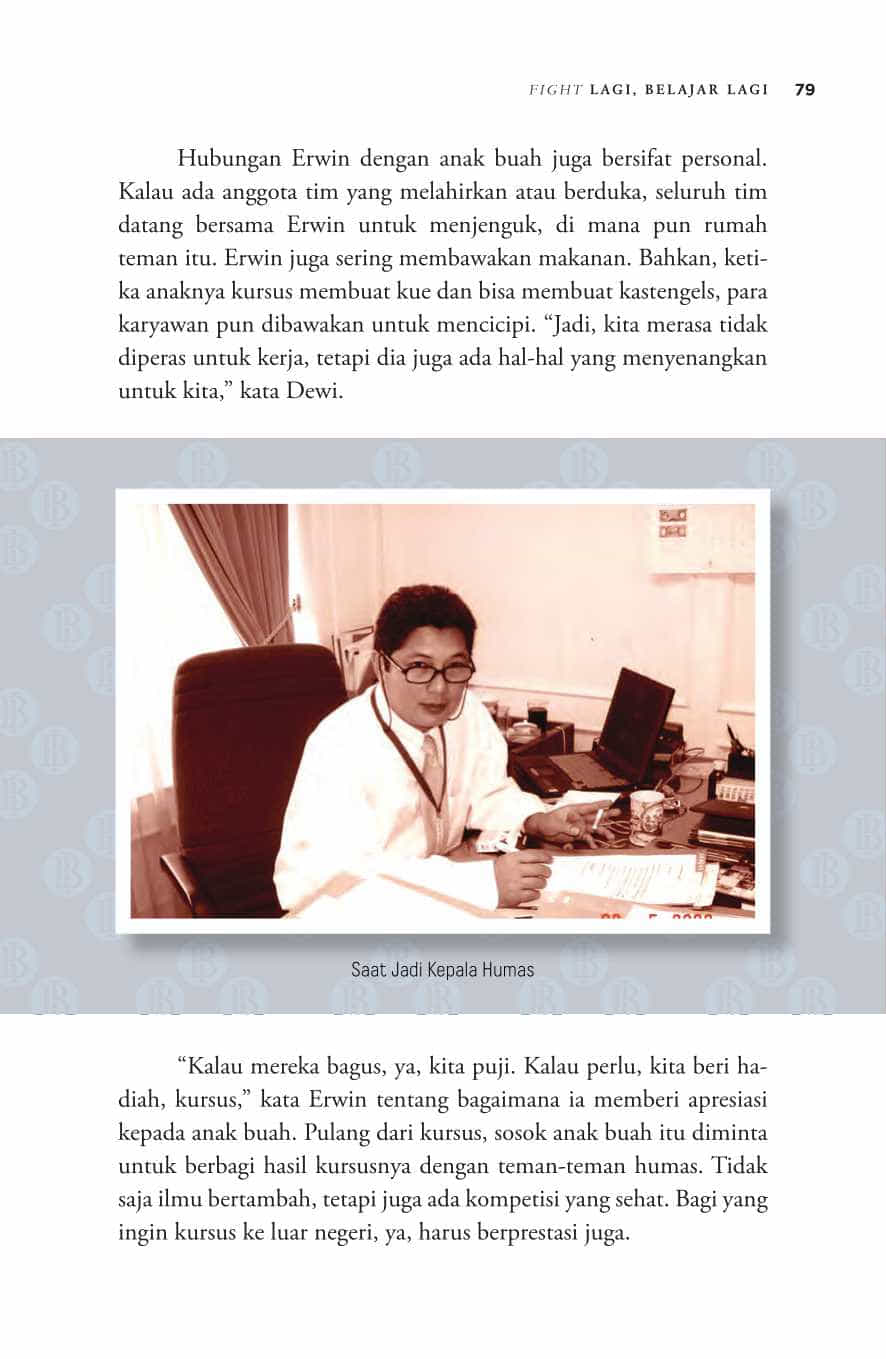 FIGHT LAGI, BELAJAR LAGI 79
Hubungan Erwin dengan anak buah juga bersifat personal.
Kalau ada anggota tim yang melahirkan atau berduka, seluruh tim
datang bersama Erwin untuk menjenguk, di mana pun rumah
teman itu. Erwin juga sering membawakan makanan. Bahkan, keti-
ka anaknya kursus membuat kue dan bisa membuat kastengels, para
karyawan pun dibawakan untuk mencicipi. “Jadi, kita merasa tidak
diperas untuk kerja, tetapi dia juga ada hal-hal yang menyenangkan
untuk kita,” kata Dewi.
Saat Jadi Kepala Humas
“Kalau mereka bagus, ya, kita puji. Kalau perlu, kita beri ha-
diah, kursus,” kata Erwin tentang bagaimana ia memberi apresiasi
kepada anak buah. Pulang dari kursus, sosok anak buah itu diminta
untuk berbagi hasil kursusnya dengan teman-teman humas. Tidak
saja ilmu bertambah, tetapi juga ada kompetisi yang sehat. Bagi yang
ingin kursus ke luar negeri, ya, harus berprestasi juga.